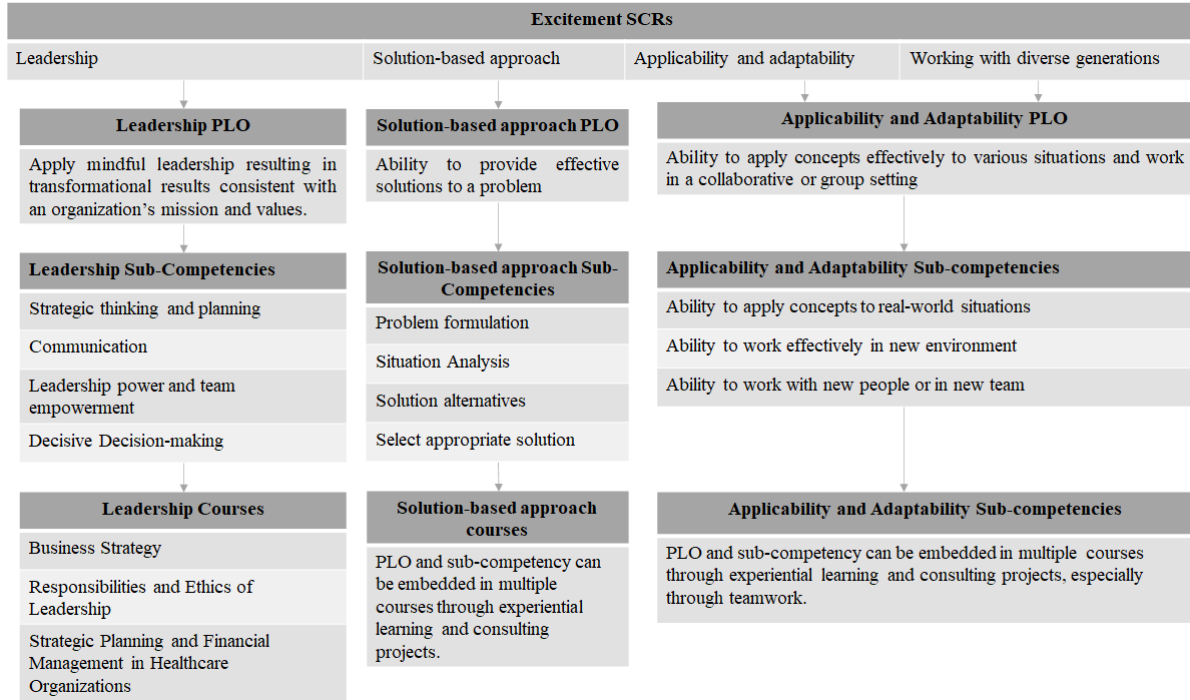 Excitement SCRs
Leadership
Solution-based approach
Applicability and adaptability
Working with diverse generations
Leadership PLO
Apply mindful leadership resulting in
transformational results consistent with
an organization's mission and values.
Solution-based approach PLO
Ability to provide effective
solutions to a problem
Applicability and Adaptability PLO
Ability to apply concepts effectively to various situations and work
in a collaborative or group setting
Leadership Sub-Competencies
Strategic thinking and planning
Communication
Leadership power and team
empowerment
Decisive Decision-making
Solution-based approach Sub-
Competencies
Problem formulation
Situation Analysis
Solution alternatives
Select appropriate solution
Applicability and Adaptability Sub-competencies
Ability to apply concepts to real-world situations
Ability to work effectively in new environment
Ability to work with new people or in new team
Leadership Courses
Business Strategy
Responsibilities and Ethics of
Leadership
Strategic Planning and Financial
Management in Healthcare
Organizations
Solution-based approach
courses
PLO and sub-competency can
be embedded in multiple
courses through experiential
learning and consulting
projects.
Applicability and Adaptability Sub-competencies
PLO and sub-competency can be embedded in multiple courses
through experiential learning and consulting projects, especially
through teamwork.